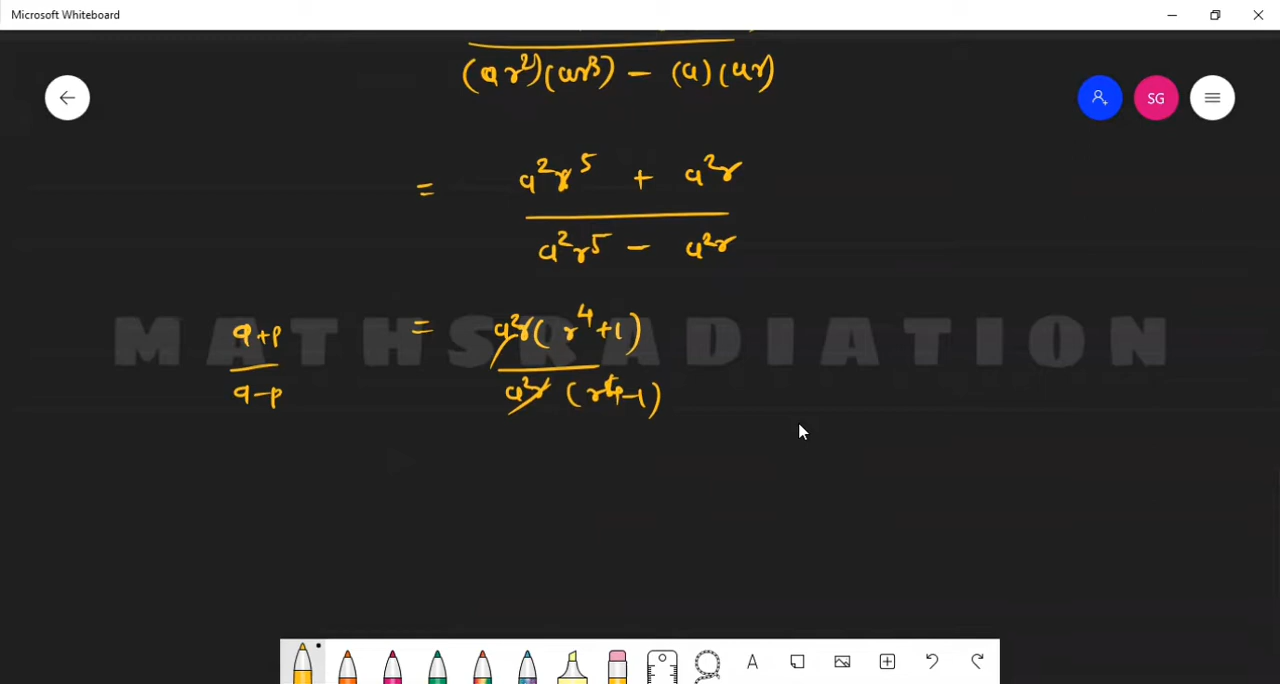 Microsoft Whiteboard
(ar²)(ar³) − (a)(ar)
SG
= a²r⁵ + a²r
a²r⁵ − a²r
MATHSRADIATION
q+p = a²r(r⁴+1)
q−p a²r(r⁴−1)
A